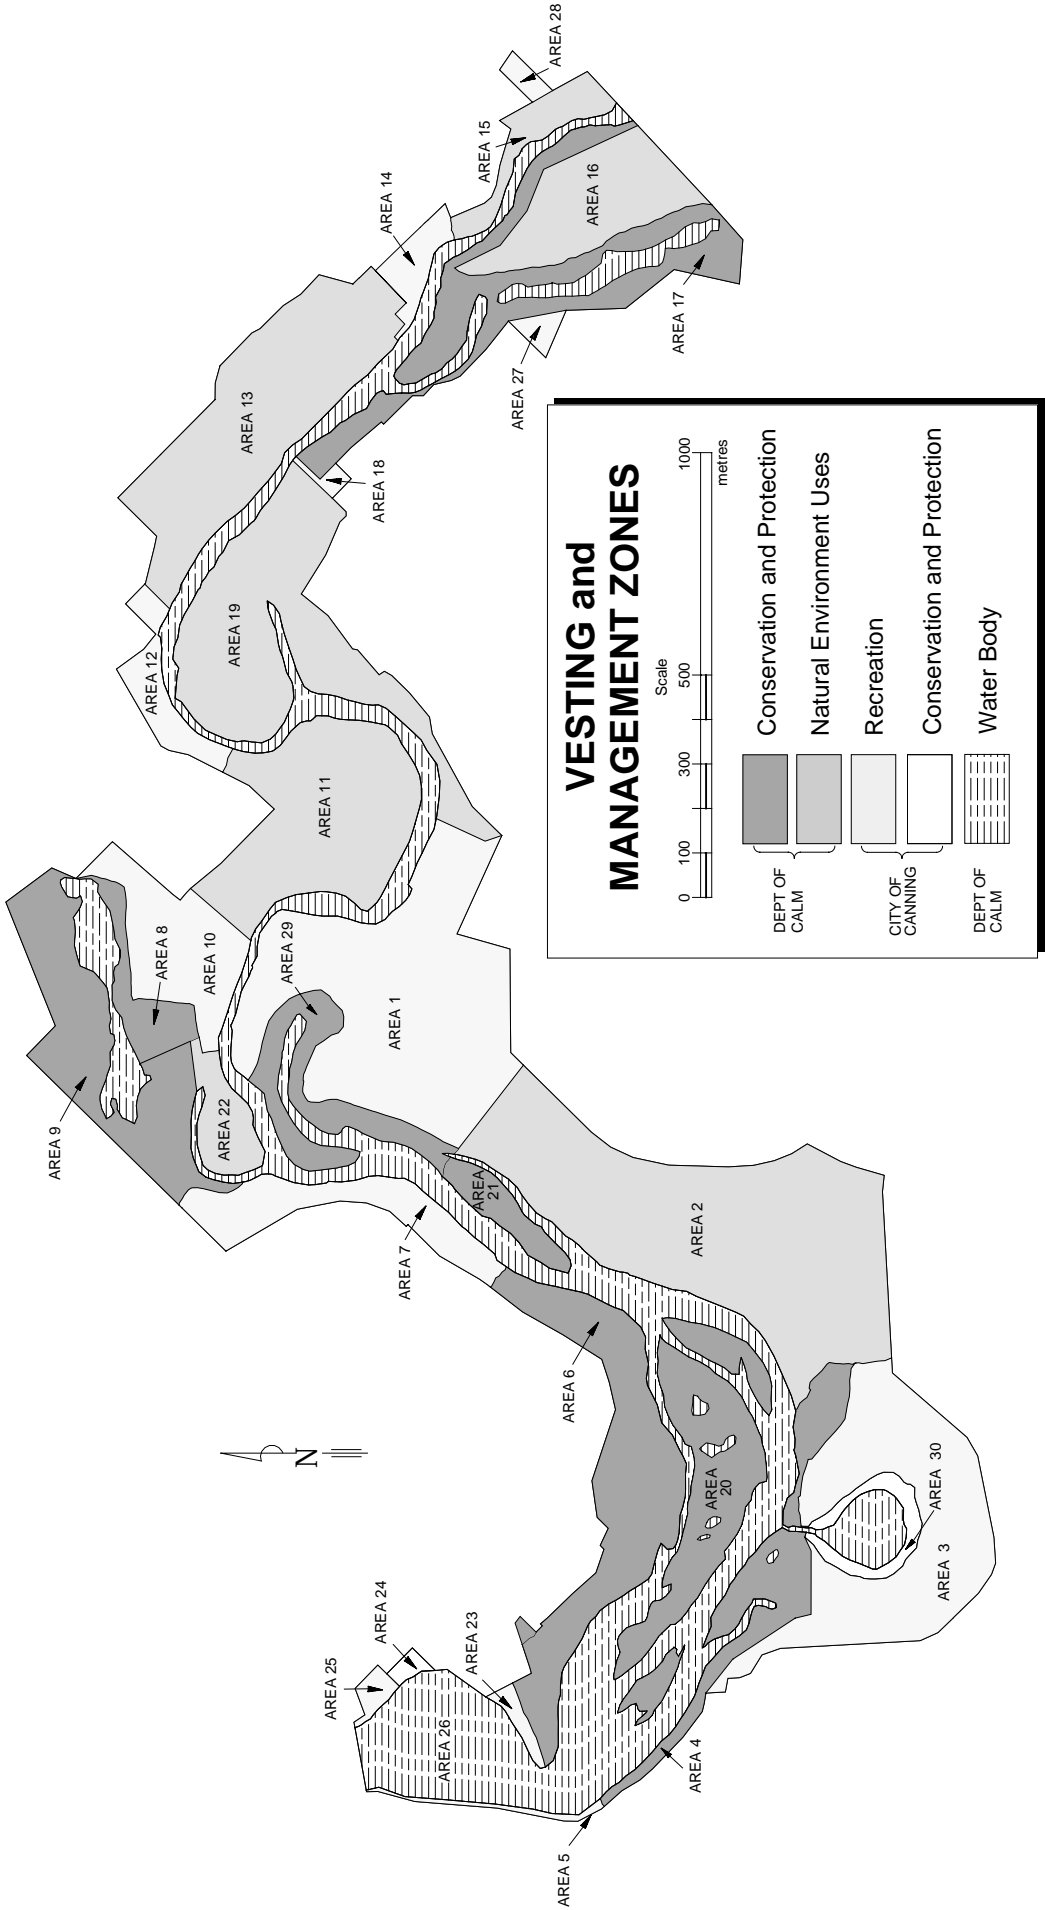 AREA 28
AREA 15
AREA 14
AREA 16
AREA 17
AREA 27
AREA 13
AREA 18
AREA 19
AREA 12
AREA 11
AREA 29
AREA 10
AREA 8
AREA 9
AREA 1
AREA 22
AREA
21
AREA 7
AREA 2
AREA 6
N
AREA
20
AREA 30
AREA 3
AREA 24
AREA 23
AREA 25
AREA 26
AREA 4
AREA 5
VESTING and
MANAGEMENT ZONES
Scale
0 100 300 500 1000
metres
DEPT OF
CALM
Conservation and Protection
Natural Environment Uses
CITY OF
CANNING
Recreation
Conservation and Protection
DEPT OF
CALM
Water Body